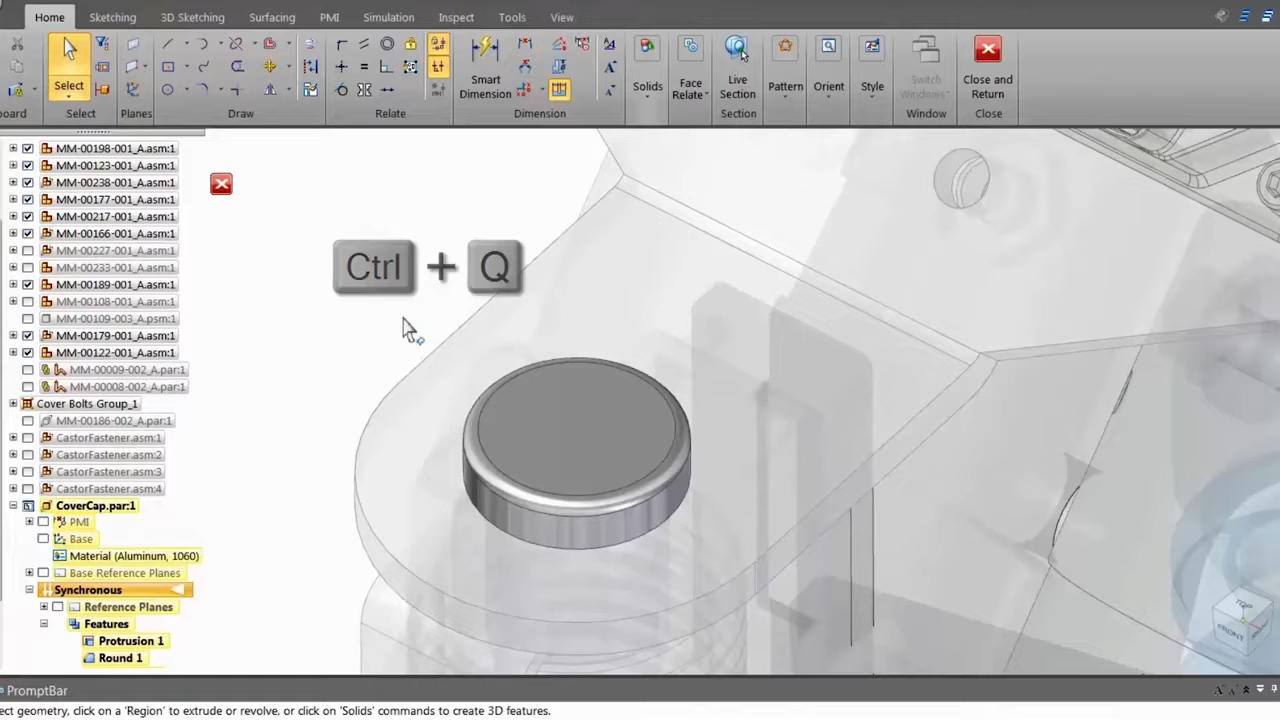 Home Sketching 3D Sketching Surfacing PMI Simulation Inspect Tools View
Select
Smart
Dimension
Solids
Face
Relate
Live
Section
Pattern
Orient
Style
Switch
Windows
Close and
Return
oard Select Planes Draw Relate Dimension Section Window Close
MM-00198-001_A.asm:1
MM-00123-001_A.asm:1
MM-00238-001_A.asm:1
MM-00177-001_A.asm:1
MM-00217-001_A.asm:1
MM-00166-001_A.asm:1
MM-00227-001_A.asm:1
MM-00233-001_A.asm:1
MM-00189-001_A.asm:1
MM-00108-001_A.asm:1
MM-00109-003_A.par:1
MM-00179-001_A.asm:1
MM-00122-001_A.asm:1
MM-00009-002_A.par:1
MM-00008-002_A.par:1
Cover Bolts Group_1
MM-00186-002_A.par:1
CastorFastener.asm:1
CastorFastener.asm:2
CastorFastener.asm:3
CastorFastener.asm:4
CoverCap.par:1
PMI
Base
Material (Aluminum, 1060)
Base Reference Planes
Synchronous
Reference Planes
Features
Protrusion 1
Round 1
Ctrl + Q
TOP
FRONT
RIGHT
PromptBar
ect geometry, click on a 'Region' to extrude or revolve, or click on 'Solids' commands to create 3D features.